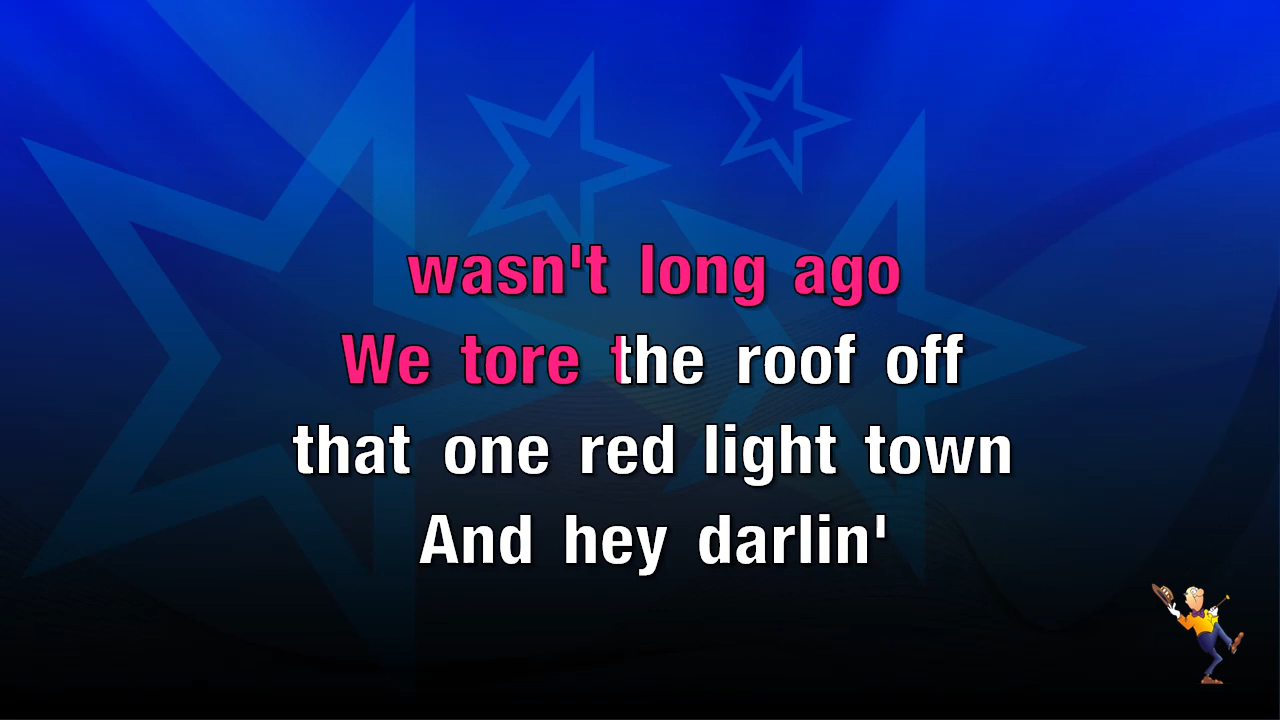 wasn't long ago
We tore the roof off
that one red light town
And hey darlin'